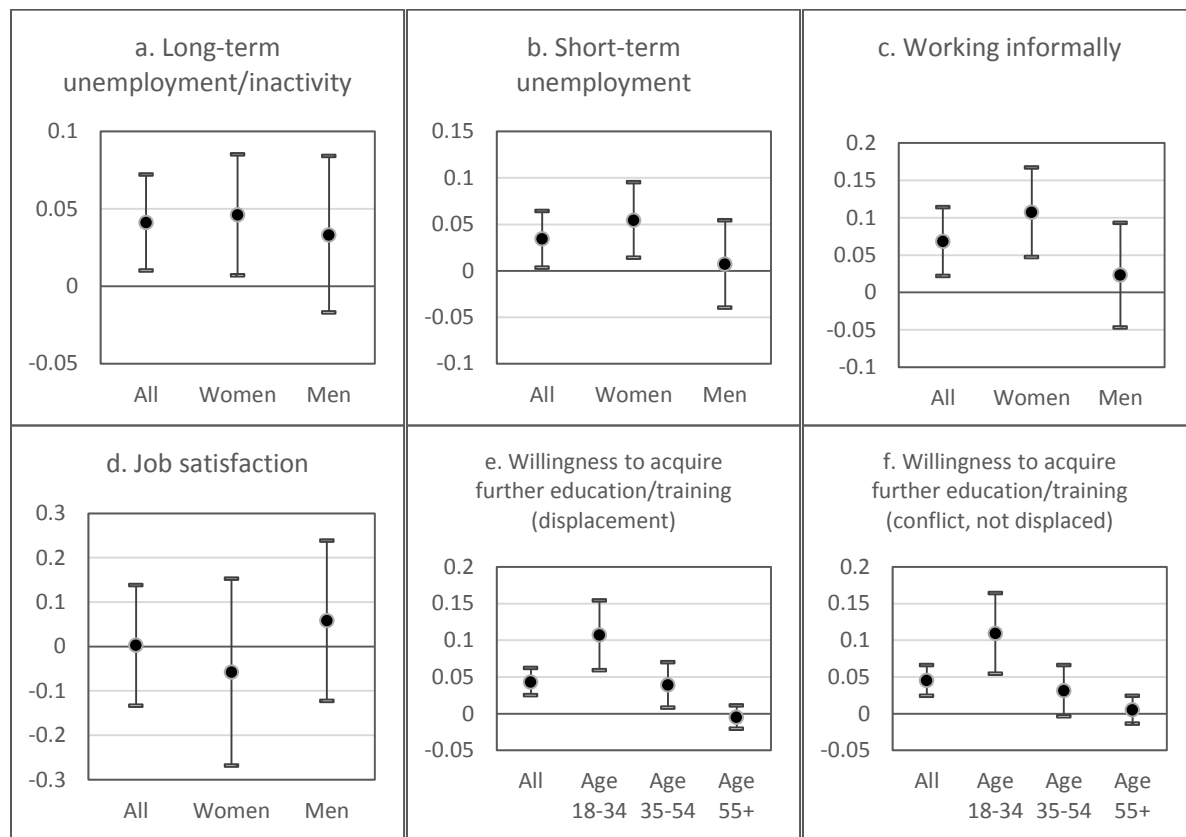 a. Long-term
unemployment/inactivity
0.1
0.05
0
-0.05
All Women Men
b. Short-term
unemployment
0.15
0.1
0.05
0
-0.05
-0.1
All Women Men
c. Working informally
0.2
0.15
0.1
0.05
0
-0.05
-0.1
All Women Men
d. Job satisfaction
0.3
0.2
0.1
0
-0.1
-0.2
-0.3
All Women Men
e. Willingness to acquire
further education/training
(displacement)
0.2
0.15
0.1
0.05
0
-0.05
All Age Age Age
18-34 35-54 55+
f. Willingness to acquire
further education/training
(conflict, not displaced)
0.2
0.15
0.1
0.05
0
-0.05
All Age Age Age
18-34 35-54 55+